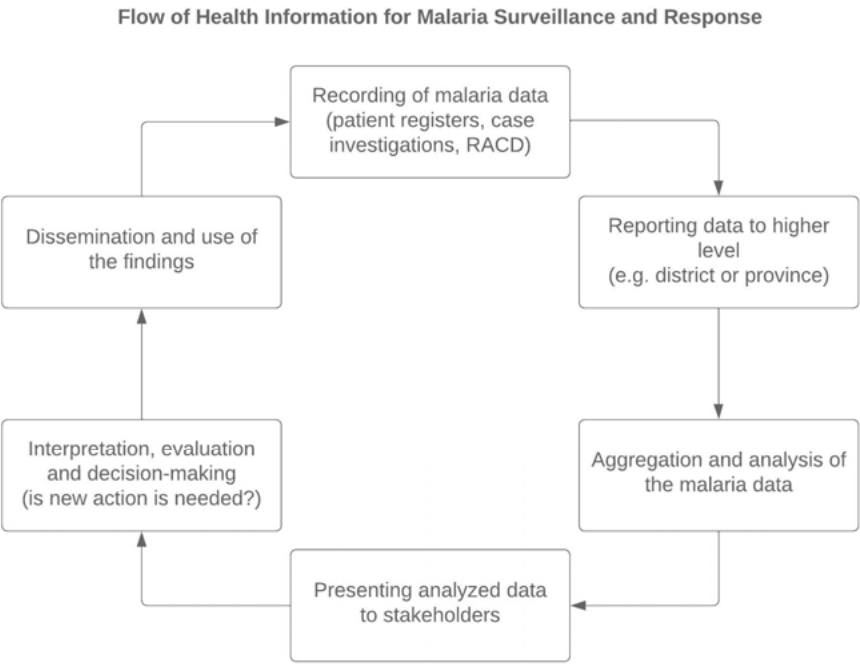 Flow of Health Information for Malaria Surveillance and Response
Recording of malaria data
(patient registers, case
investigations, RACD)
Reporting data to higher
level
(e.g. district or province)
Aggregation and analysis of
the malaria data
Presenting analyzed data
to stakeholders
Interpretation, evaluation
and decision-making
(is new action is needed?)
Dissemination and use of
the findings